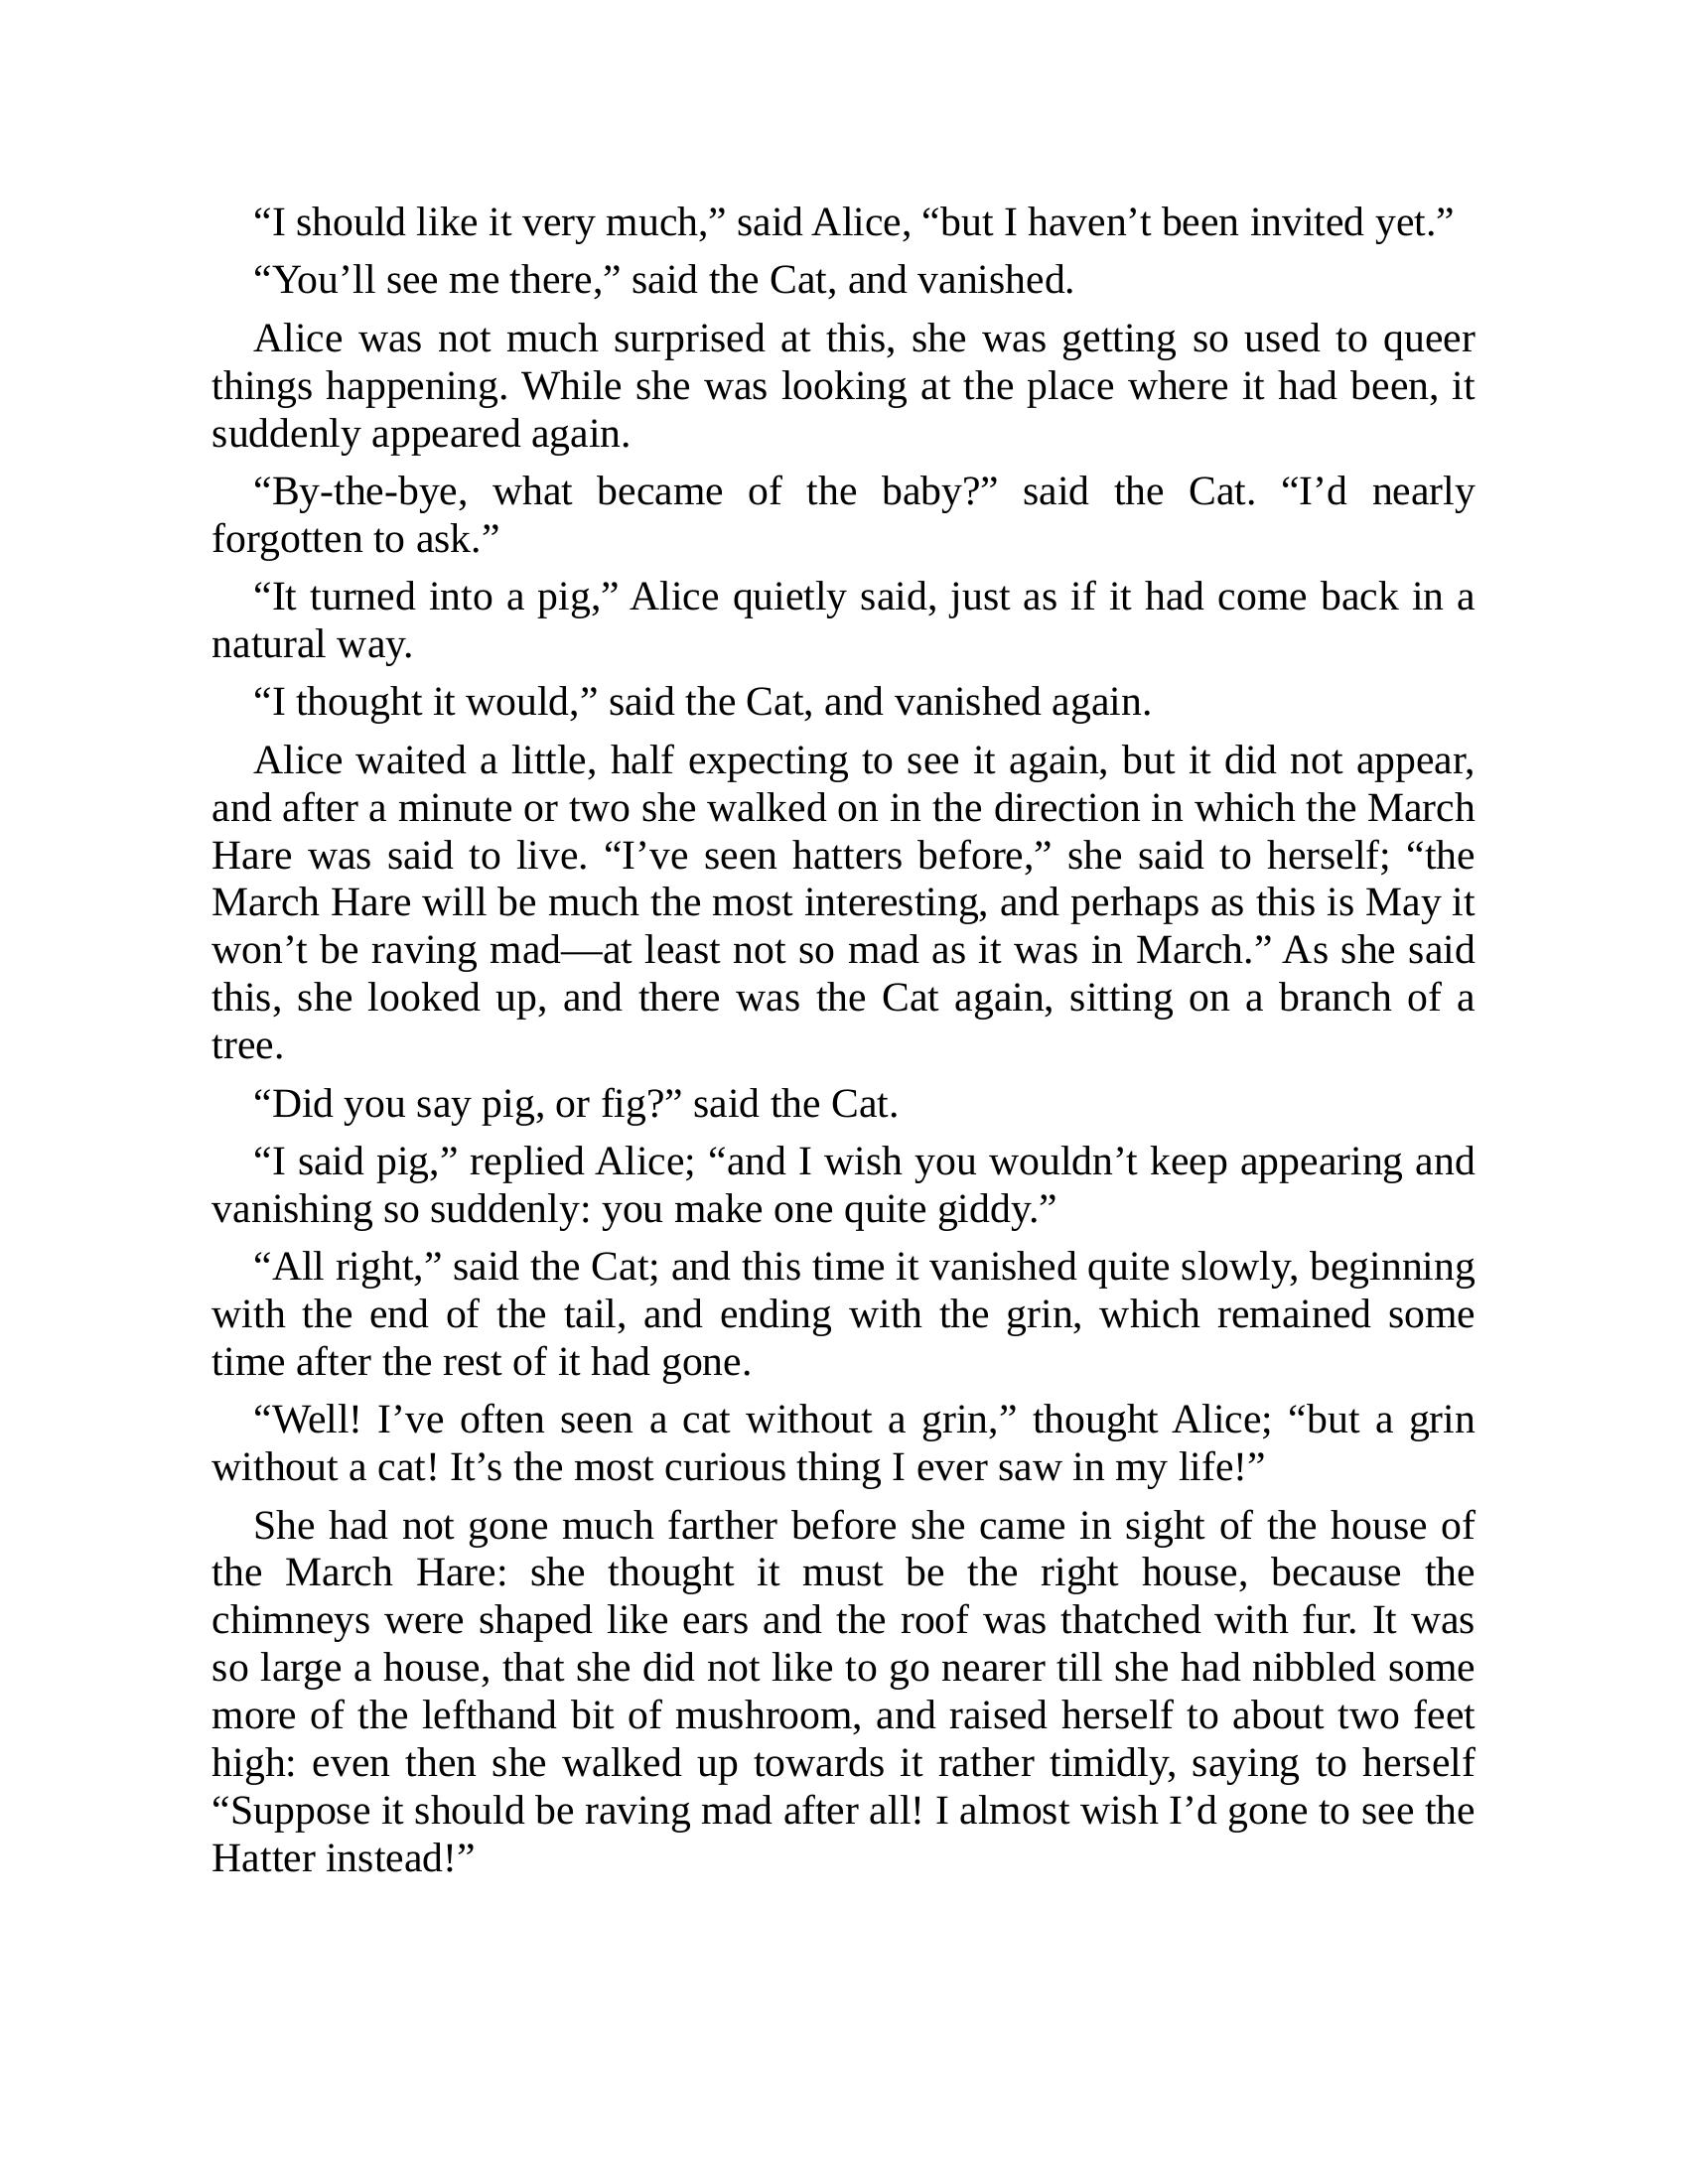 “I should like it very much,” said Alice, “but I haven’t been invited yet.”
“You’ll see me there,” said the Cat, and vanished.
Alice was not much surprised at this, she was getting so used to queer
things happening. While she was looking at the place where it had been, it
suddenly appeared again.
“By-the-bye, what became of the baby?” said the Cat. “I’d nearly
forgotten to ask.”
“It turned into a pig,” Alice quietly said, just as if it had come back in a
natural way.
“I thought it would,” said the Cat, and vanished again.
Alice waited a little, half expecting to see it again, but it did not appear,
and after a minute or two she walked on in the direction in which the March
Hare was said to live. “I’ve seen hatters before,” she said to herself; “the
March Hare will be much the most interesting, and perhaps as this is May it
won’t be raving mad—at least not so mad as it was in March.” As she said
this, she looked up, and there was the Cat again, sitting on a branch of a
tree.
“Did you say pig, or fig?” said the Cat.
“I said pig,” replied Alice; “and I wish you wouldn’t keep appearing and
vanishing so suddenly: you make one quite giddy.”
“All right,” said the Cat; and this time it vanished quite slowly, beginning
with the end of the tail, and ending with the grin, which remained some
time after the rest of it had gone.
“Well! I’ve often seen a cat without a grin,” thought Alice; “but a grin
without a cat! It’s the most curious thing I ever saw in my life!”
She had not gone much farther before she came in sight of the house of
the March Hare: she thought it must be the right house, because the
chimneys were shaped like ears and the roof was thatched with fur. It was
so large a house, that she did not like to go nearer till she had nibbled some
more of the lefthand bit of mushroom, and raised herself to about two feet
high: even then she walked up towards it rather timidly, saying to herself
“Suppose it should be raving mad after all! I almost wish I’d gone to see the
Hatter instead!”